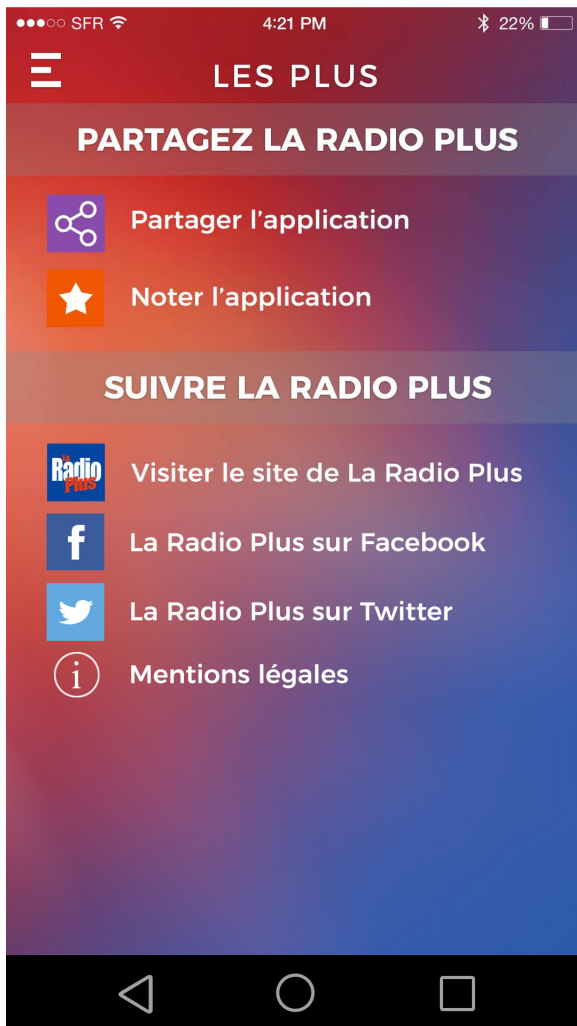 SFR 4:21 PM 22%
LES PLUS
PARTAGEZ LA RADIO PLUS
Partager l’application
Noter l’application
SUIVRE LA RADIO PLUS
la
Radio
Plus
Visiter le site de La Radio Plus
f La Radio Plus sur Facebook
La Radio Plus sur Twitter
i Mentions légales